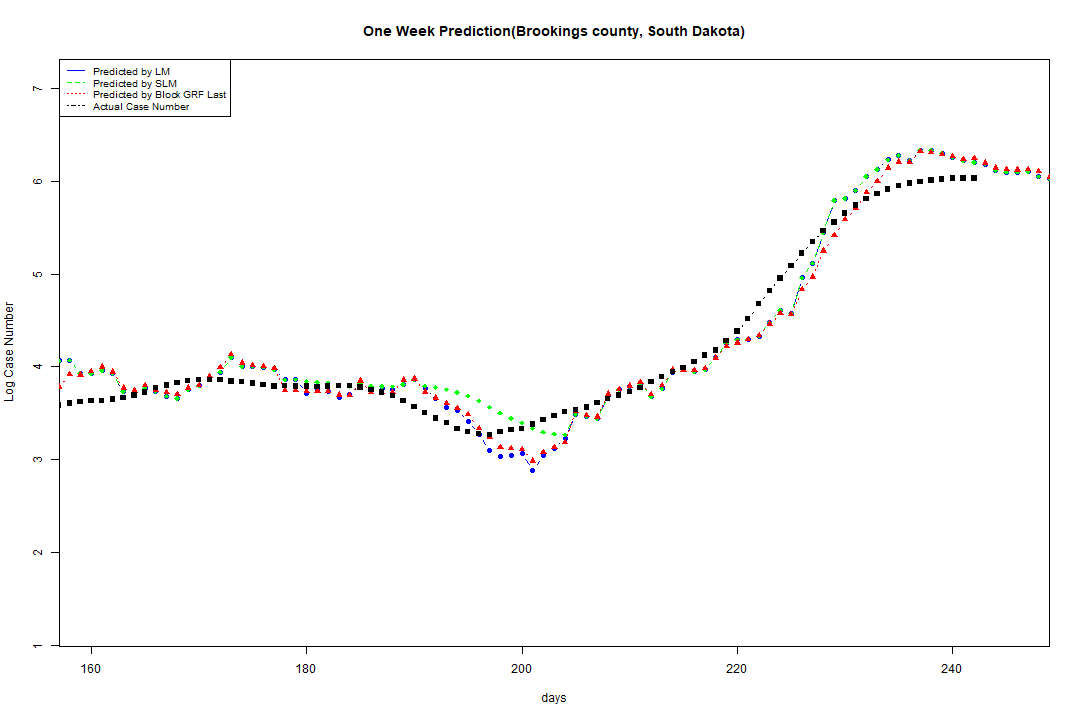 One Week Prediction(Brookings county, South Dakota)
Predicted by LM
Predicted by SLM
Predicted by Block GRF Last
Actual Case Number
7
6
5
4
3
2
1
Log Case Number
160 180 200 220 240
days